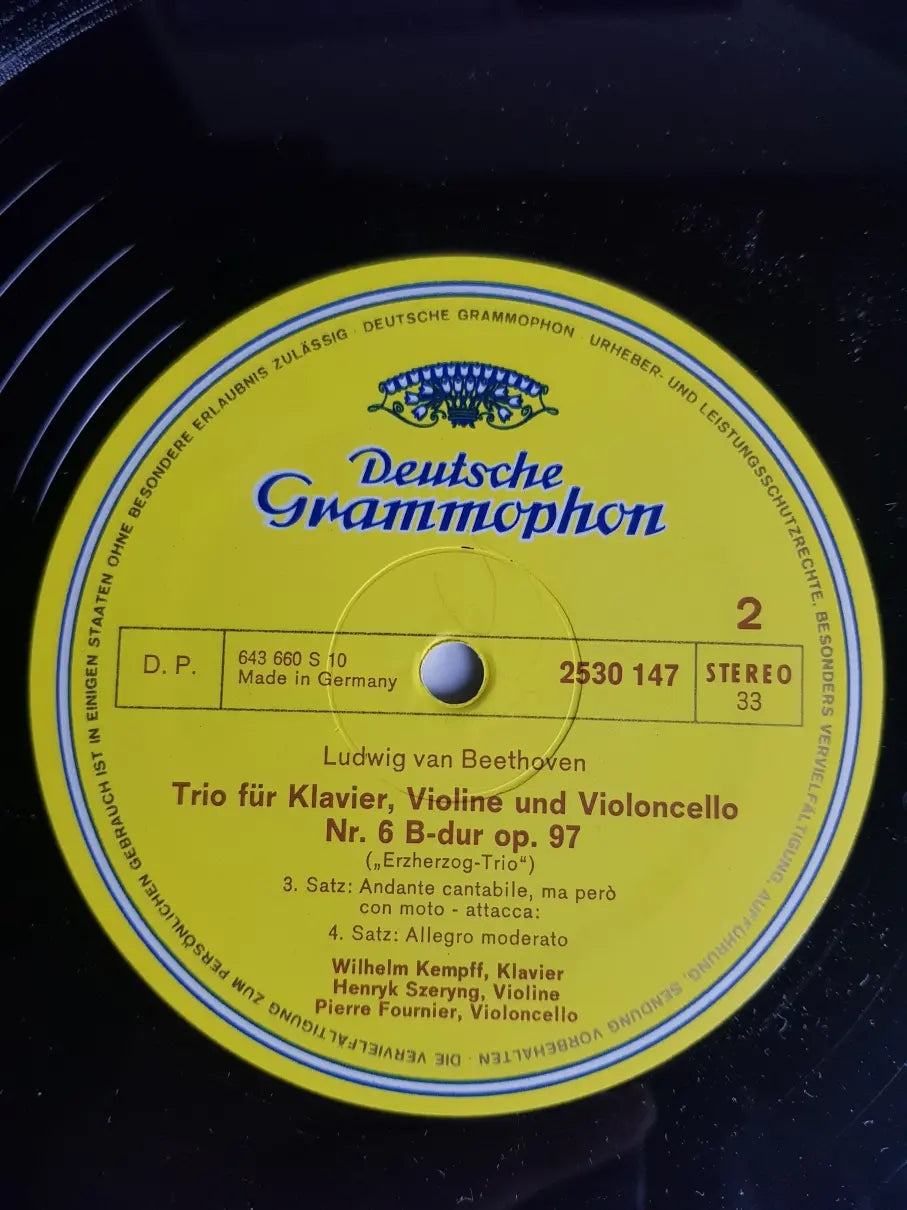 DEUTSCHE GRAMMOPHON · URHEBER- UND LEISTUNGSSCHUTZRECHTE, BESONDERS VERVIELFÄLTIGUNG, AUFFÜHRUNG, SENDUNG VORBEHALTEN · DIE VERVIELFÄLTIGUNG ZUM PERSÖNLICHEN GEBRAUCH IST IN EINIGEN STAATEN OHNE BESONDERE ERLAUBNIS ZULÄSSIG ·
Deutsche
Grammophon
2
D. P.
643 660 S 10
Made in Germany
2530 147
STEREO
33
Ludwig van Beethoven
Trio für Klavier, Violine und Violoncello
Nr. 6 B-dur op. 97
(„Erzherzog-Trio“)
3. Satz: Andante cantabile, ma però
con moto - attacca:
4. Satz: Allegro moderato
Wilhelm Kempff, Klavier
Henryk Szeryng, Violine
Pierre Fournier, Violoncello